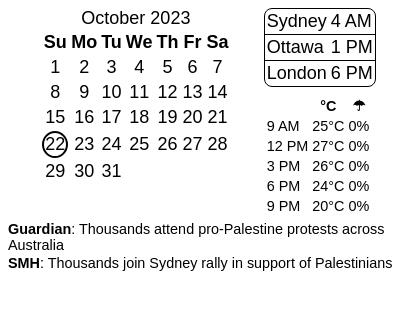 October 2023
Su Mo Tu We Th Fr Sa
1 2 3 4 5 6 7
8 9 10 11 12 13 14
15 16 17 18 19 20 21
22 23 24 25 26 27 28
29 30 31
Sydney 4 AM
Ottawa 1 PM
London 6 PM
°C ☂
9 AM 25°C 0%
12 PM 27°C 0%
3 PM 26°C 0%
6 PM 24°C 0%
9 PM 20°C 0%
Guardian: Thousands attend pro-Palestine protests across
Australia
SMH: Thousands join Sydney rally in support of Palestinians